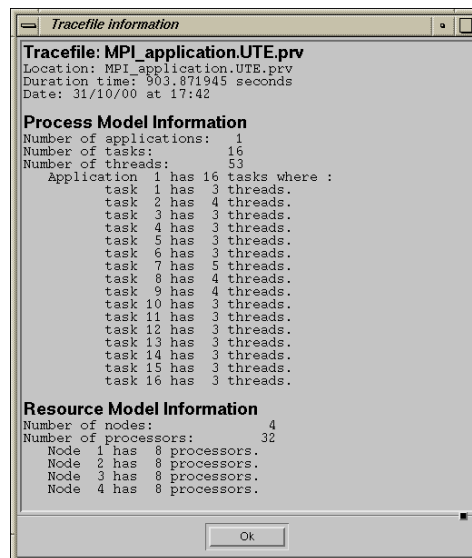 Tracefile information
Tracefile: MPI_application.UTE.prv
Location: MPI_application.UTE.prv
Duration time: 903.871945 seconds
Date: 31/10/00 at 17:42
Process Model Information
Number of applications: 1
Number of tasks: 16
Number of threads: 53
Application 1 has 16 tasks where :
task 1 has 3 threads.
task 2 has 4 threads.
task 3 has 3 threads.
task 4 has 3 threads.
task 5 has 3 threads.
task 6 has 3 threads.
task 7 has 5 threads.
task 8 has 4 threads.
task 9 has 4 threads.
task 10 has 3 threads.
task 11 has 3 threads.
task 12 has 3 threads.
task 13 has 3 threads.
task 14 has 3 threads.
task 15 has 3 threads.
task 16 has 3 threads.
Resource Model Information
Number of nodes: 4
Number of processors: 32
Node 1 has 8 processors.
Node 2 has 8 processors.
Node 3 has 8 processors.
Node 4 has 8 processors.
Ok